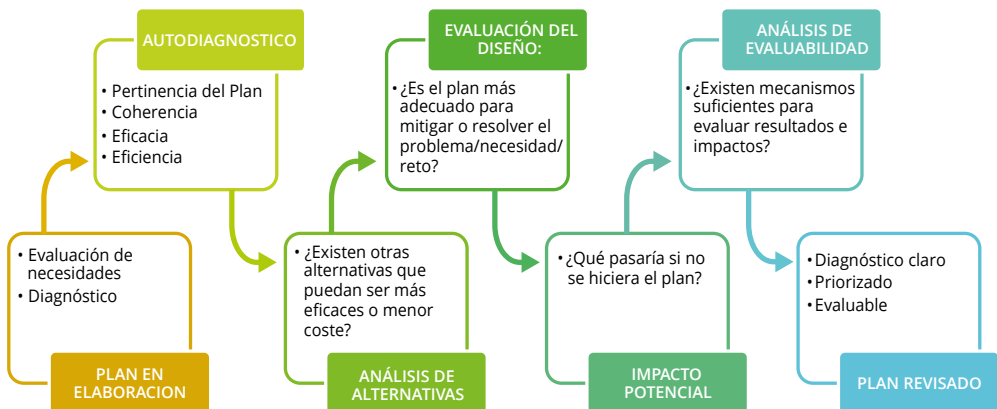 PLAN EN
ELABORACION
• Evaluación de
necesidades
• Diagnóstico
AUTODIAGNOSTICO
• Pertinencia del Plan
• Coherencia
• Eficacia
• Eficiencia
ANÁLISIS DE
ALTERNATIVAS
• ¿Existen otras
alternativas que
puedan ser más
eficaces o menor
coste?
EVALUACIÓN DEL
DISEÑO:
• ¿Es el plan más
adecuado para
mitigar o resolver el
problema/necesidad/
reto?
IMPACTO
POTENCIAL
• ¿Qué pasaría si no
se hiciera el plan?
ANÁLISIS DE
EVALUABILIDAD
• ¿Existen mecanismos
suficientes para
evaluar resultados e
impactos?
PLAN REVISADO
• Diagnóstico claro
• Priorizado
• Evaluable